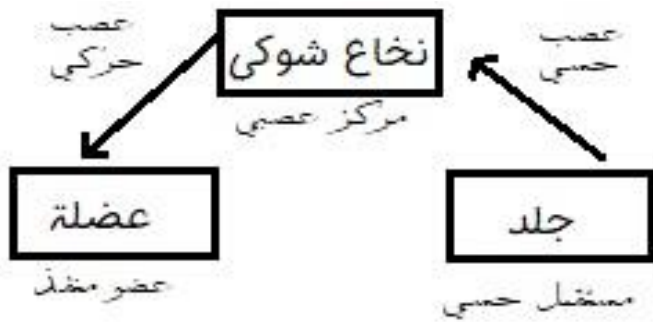 عصب
حسي
نخاع شوكي
عصب
حركي
مركز عصبي
جلد
عضلة
مستقبل حسي
عضو منفذ